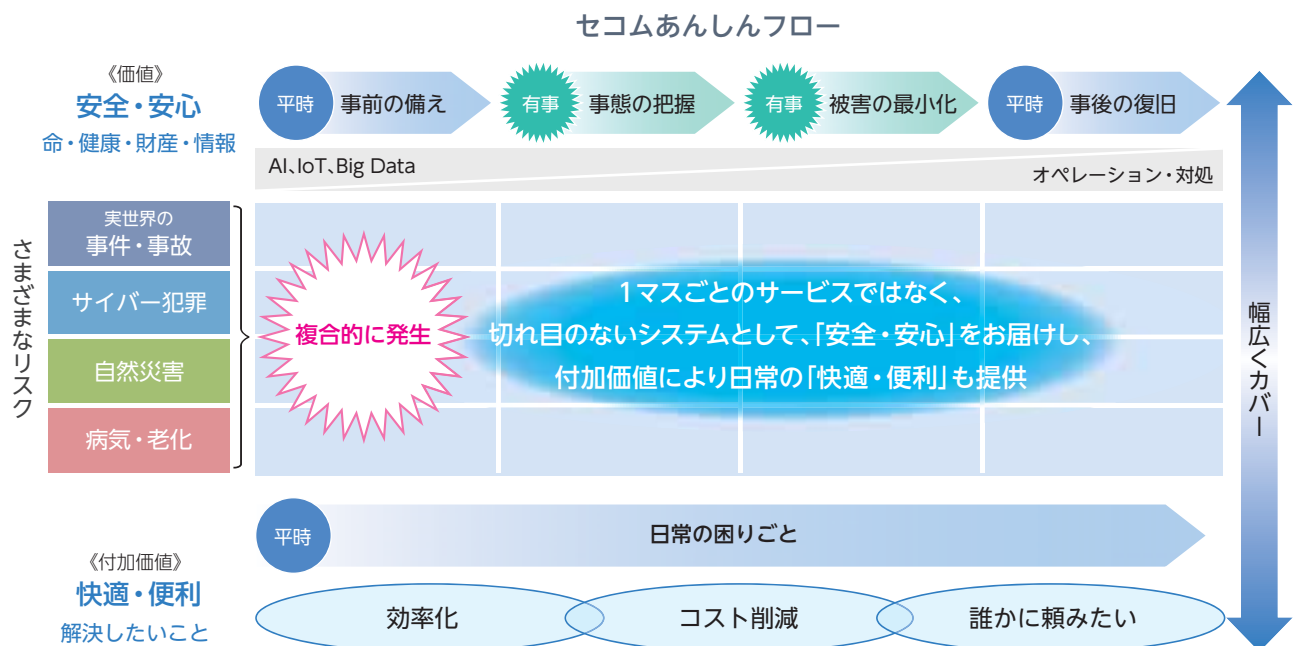 セコムあんしんフロー
《価値》
安全・安心
命・健康・財産・情報
平時
事前の備え
有事
事態の把握
有事
被害の最小化
平時
事後の復旧
AI、IoT、Big Data
オペレーション・対処
さまざまなリスク
実世界の
事件・事故
サイバー犯罪
自然災害
病気・老化
複合的に発生
1マスごとのサービスではなく、
切れ目のないシステムとして、「安全・安心」をお届けし、
付加価値により日常の「快適・便利」も提供
幅広くカバー
《付加価値》
快適・便利
解決したいこと
平時
日常の困りごと
効率化
コスト削減
誰かに頼みたい